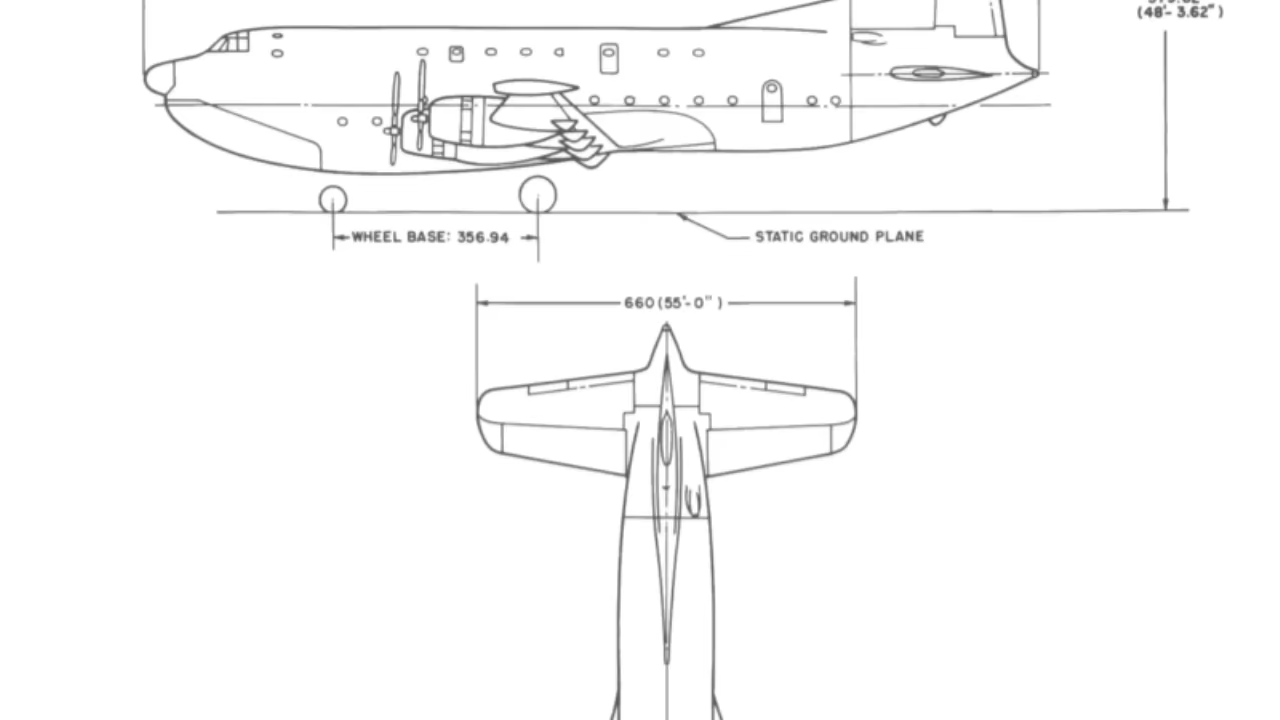 (48'- 3.62")
WHEEL BASE: 356.94
STATIC GROUND PLANE
660 (55'-0")